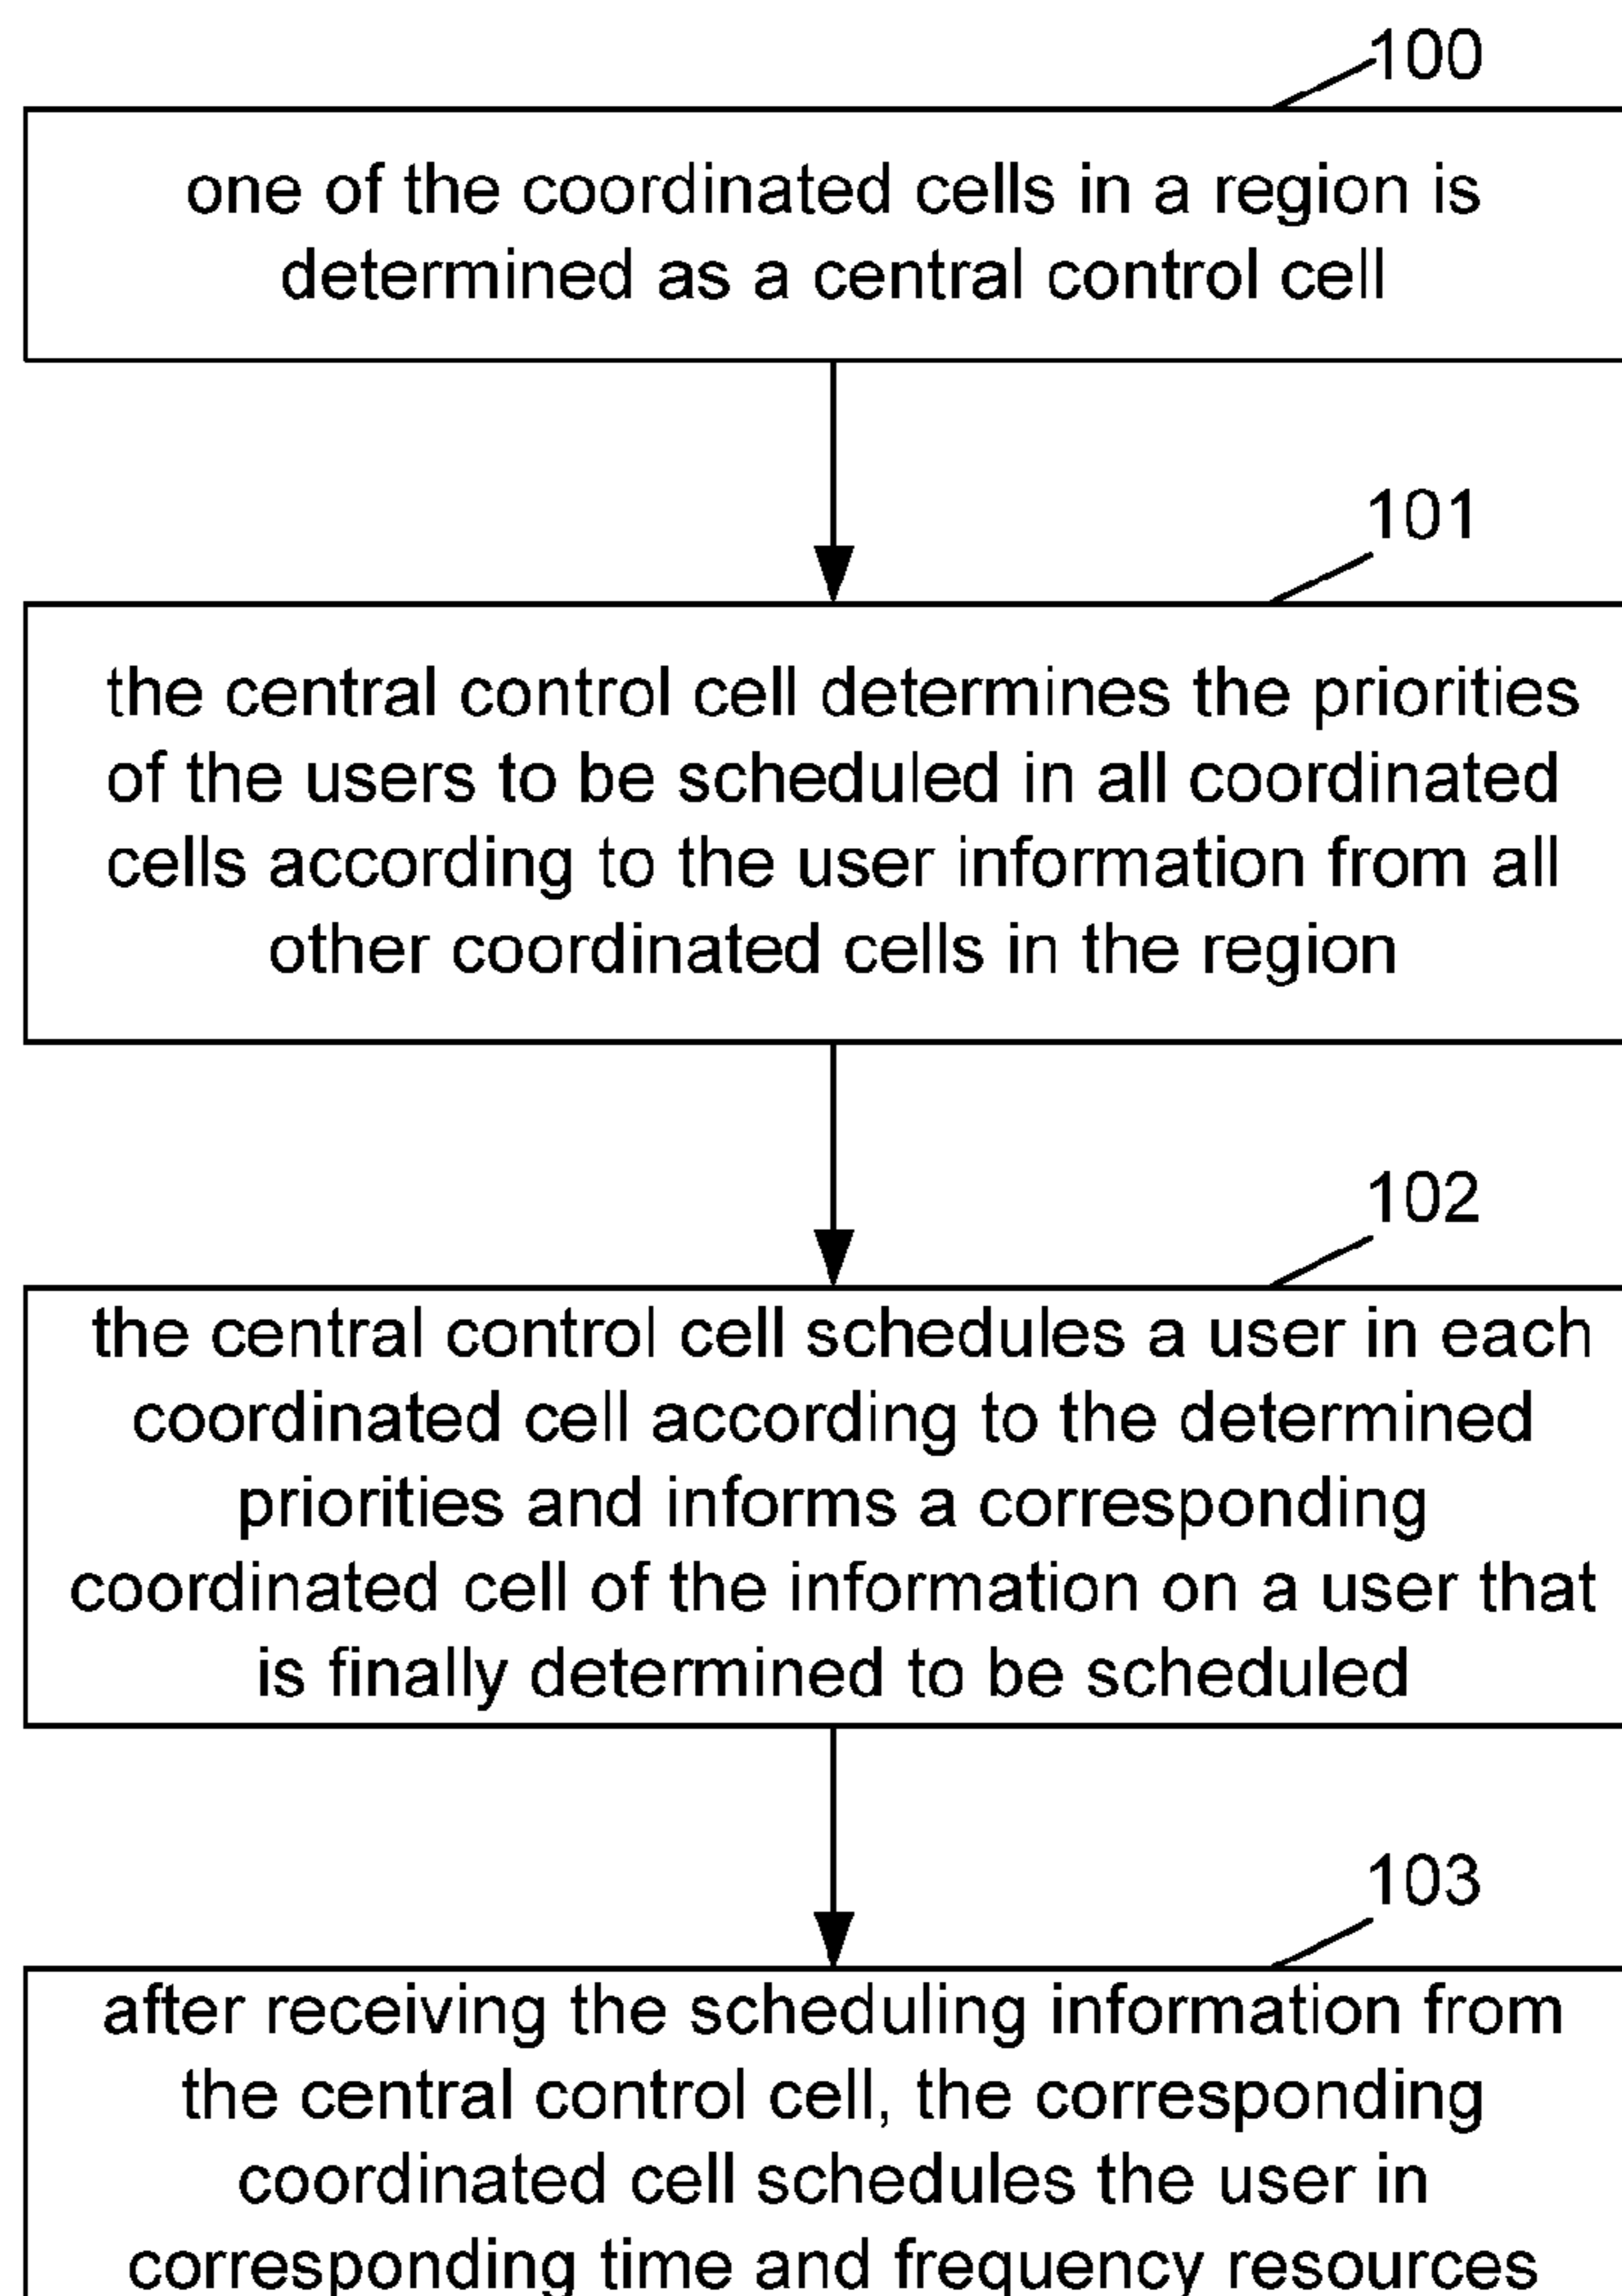 100
one of the coordinated cells in a region is
determined as a central control cell
101
the central control cell determines the priorities
of the users to be scheduled in all coordinated
cells according to the user information from all
other coordinated cells in the region
102
the central control cell schedules a user in each
coordinated cell according to the determined
priorities and informs a corresponding
coordinated cell of the information on a user that
is finally determined to be scheduled
103
after receiving the scheduling information from
the central control cell, the corresponding
coordinated cell schedules the user in
corresponding time and frequency resources